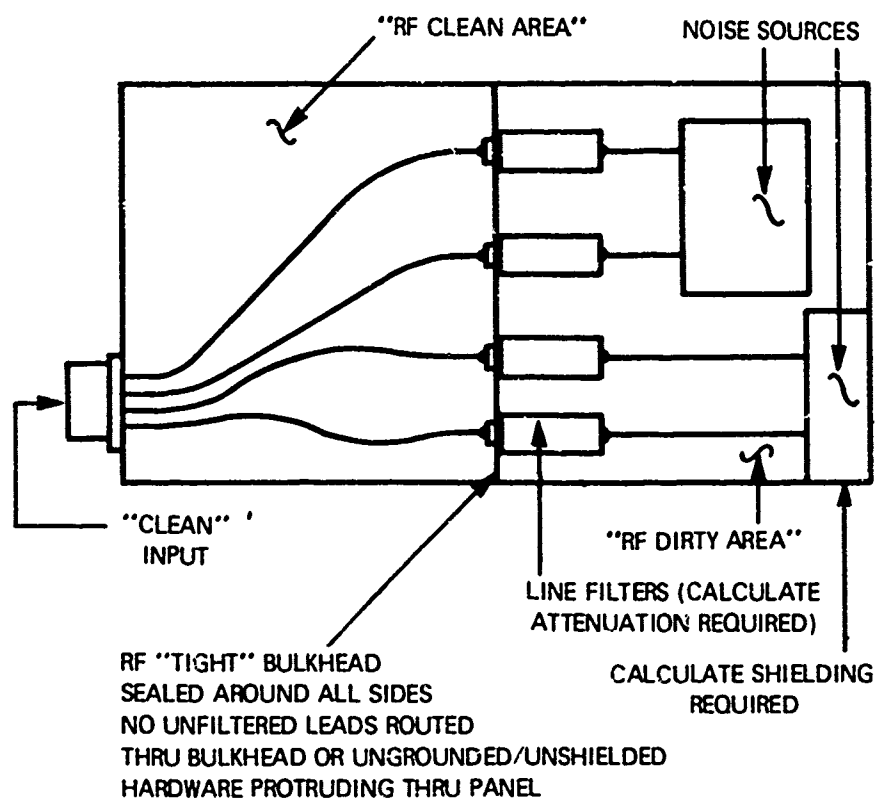 "RF CLEAN AREA"
NOISE SOURCES
"CLEAN" '
INPUT
"RF DIRTY AREA"
LINE FILTERS (CALCULATE
ATTENUATION REQUIRED)
CALCULATE SHIELDING
REQUIRED
RF "TIGHT" BULKHEAD
SEALED AROUND ALL SIDES
NO UNFILTERED LEADS ROUTED
THRU BULKHEAD OR UNGROUNDED/UNSHIELDED
HARDWARE PROTRUDING THRU PANEL